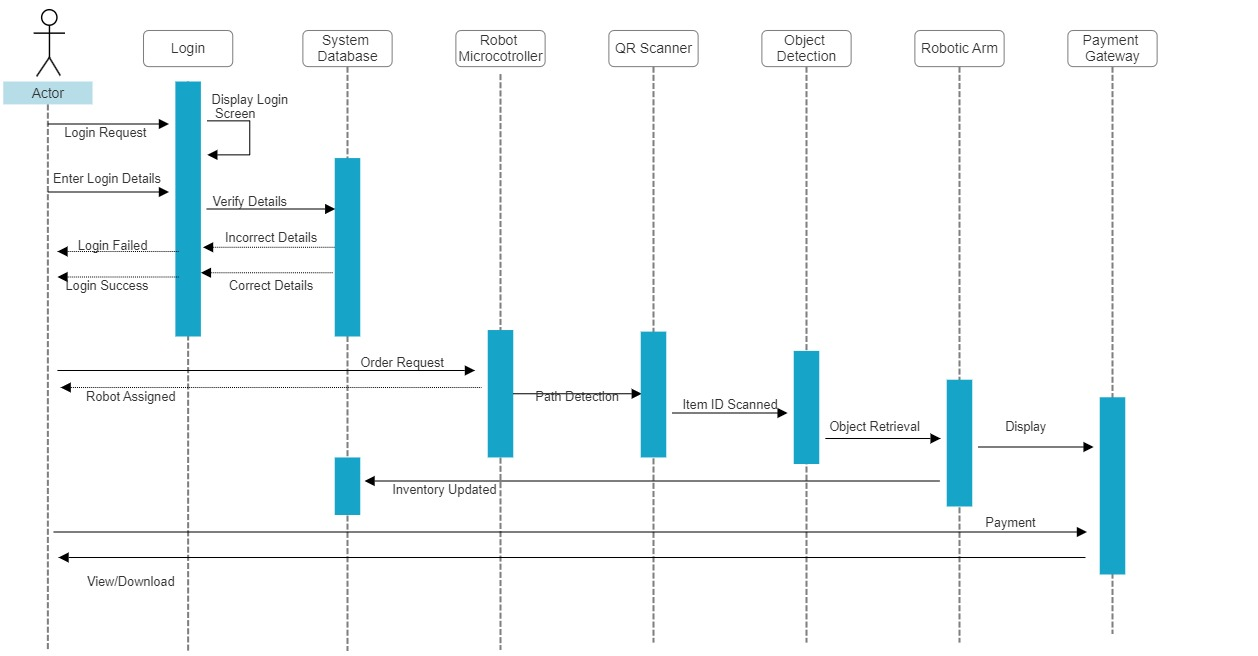 Login
System
Database
Robot
Microcotroller
QR Scanner
Object
Detection
Robotic Arm
Payment
Gateway
Actor
Display Login
Screen
Login Request
Enter Login Details
Verify Details
Incorrect Details
Login Failed
Correct Details
Login Success
Order Request
Robot Assigned
Path Detection
Item ID Scanned
Object Retrieval
Display
Inventory Updated
Payment
View/Download